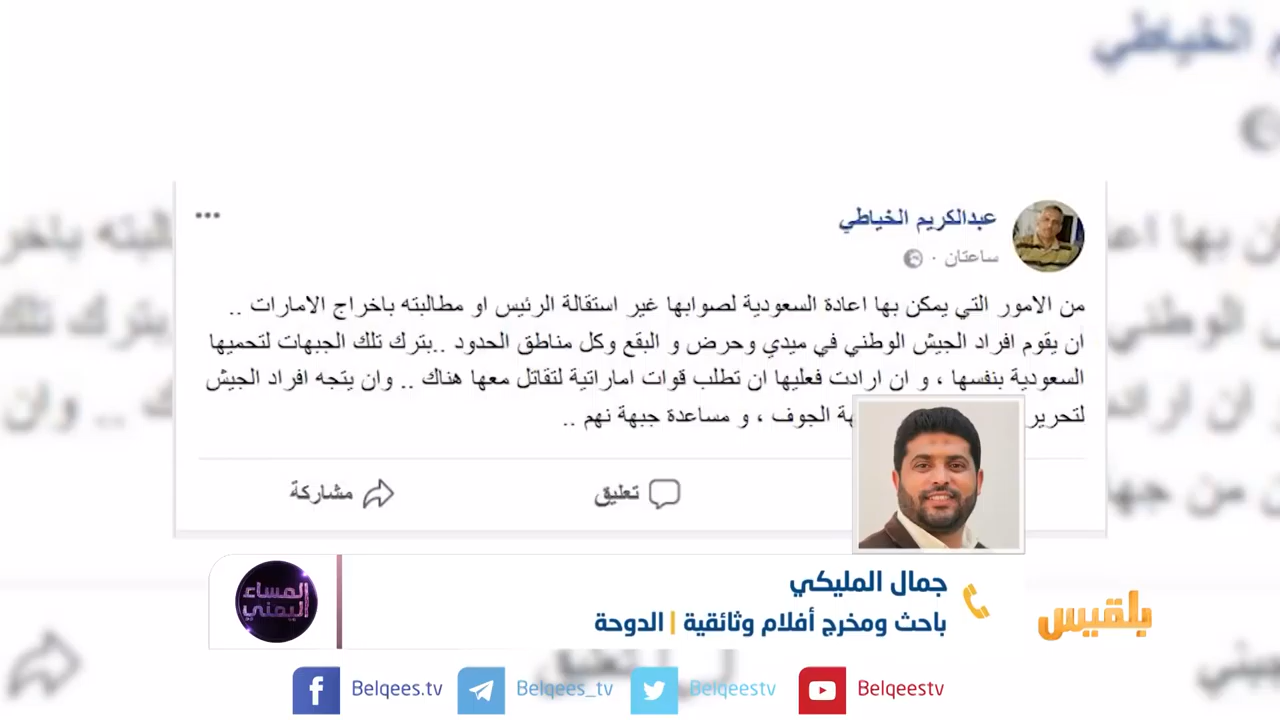 عبدالكريم الخياطي
ساعتان
من الامور التي يمكن بها اعادة السعودية لصوابها غير استقالة الرئيس او مطالبته باخراج الامارات ..
ان يقوم افراد الجيش الوطني في ميدي وحرض و البقع وكل مناطق الحدود ..بترك تلك الجبهات لتحميها
السعودية بنفسها ، و ان ارادت فعليها ان تطلب قوات اماراتية لتقاتل معها هناك .. وان يتجه افراد الجيش
لتحرير الجوف ، و مساعدة جبهة نهم ..
تعليق
مشاركة
جمال المليكي
باحث ومخرج أفلام وثائقية | الدوحة
المساء اليمني
بلقيس
Belqees.tv
Belqees_tv
Belqeestv
Belqeestv